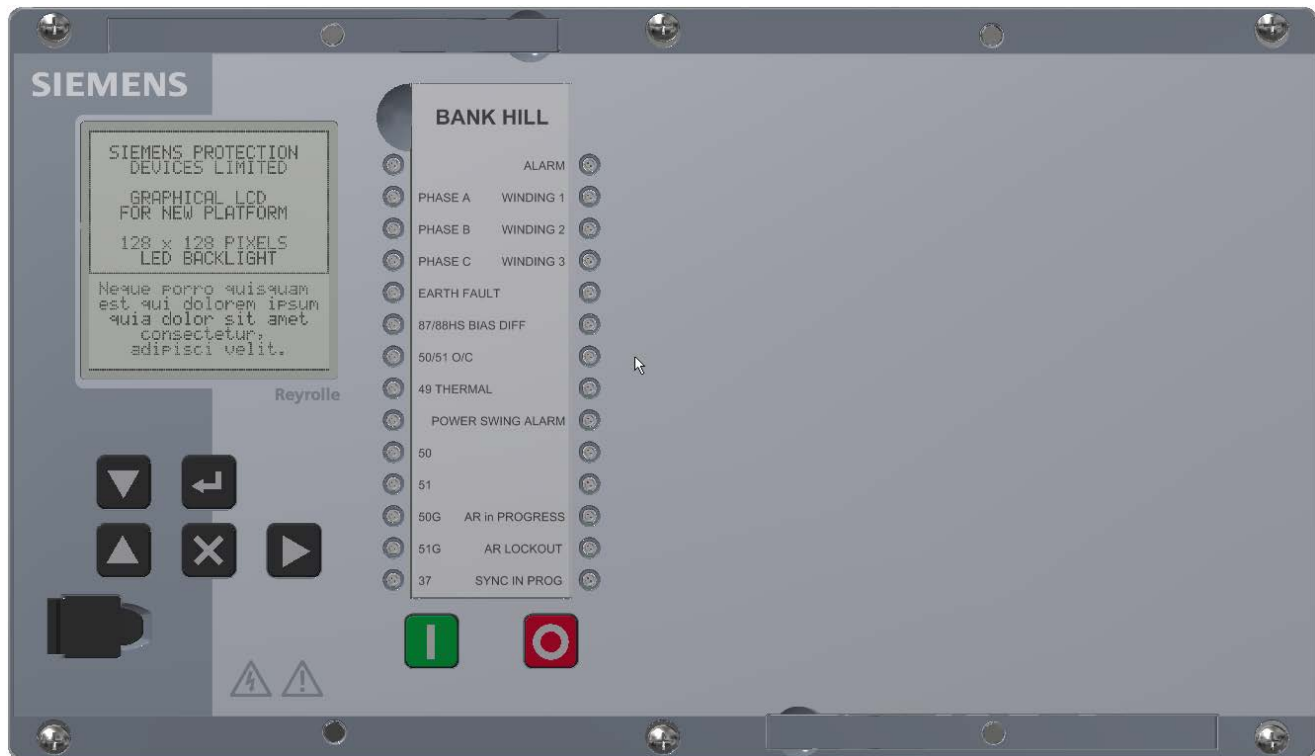 SIEMENS
SIEMENS PROTECTION
DEVICES LIMITED
GRAPHICAL LCD
FOR NEW PLATFORM
128 x 128 PIXELS
LED BACKLIGHT
Neque porro quisquam
est qui dolorem ipsum
quia dolor sit amet
consectetur,
adipisci velit.
Reyrolle
BANK HILL
ALARM
PHASE A WINDING 1
PHASE B WINDING 2
PHASE C WINDING 3
EARTH FAULT
87/88HS BIAS DIFF
50/51 O/C
49 THERMAL
POWER SWING ALARM
50
51
50G AR in PROGRESS
51G AR LOCKOUT
37 SYNC IN PROG